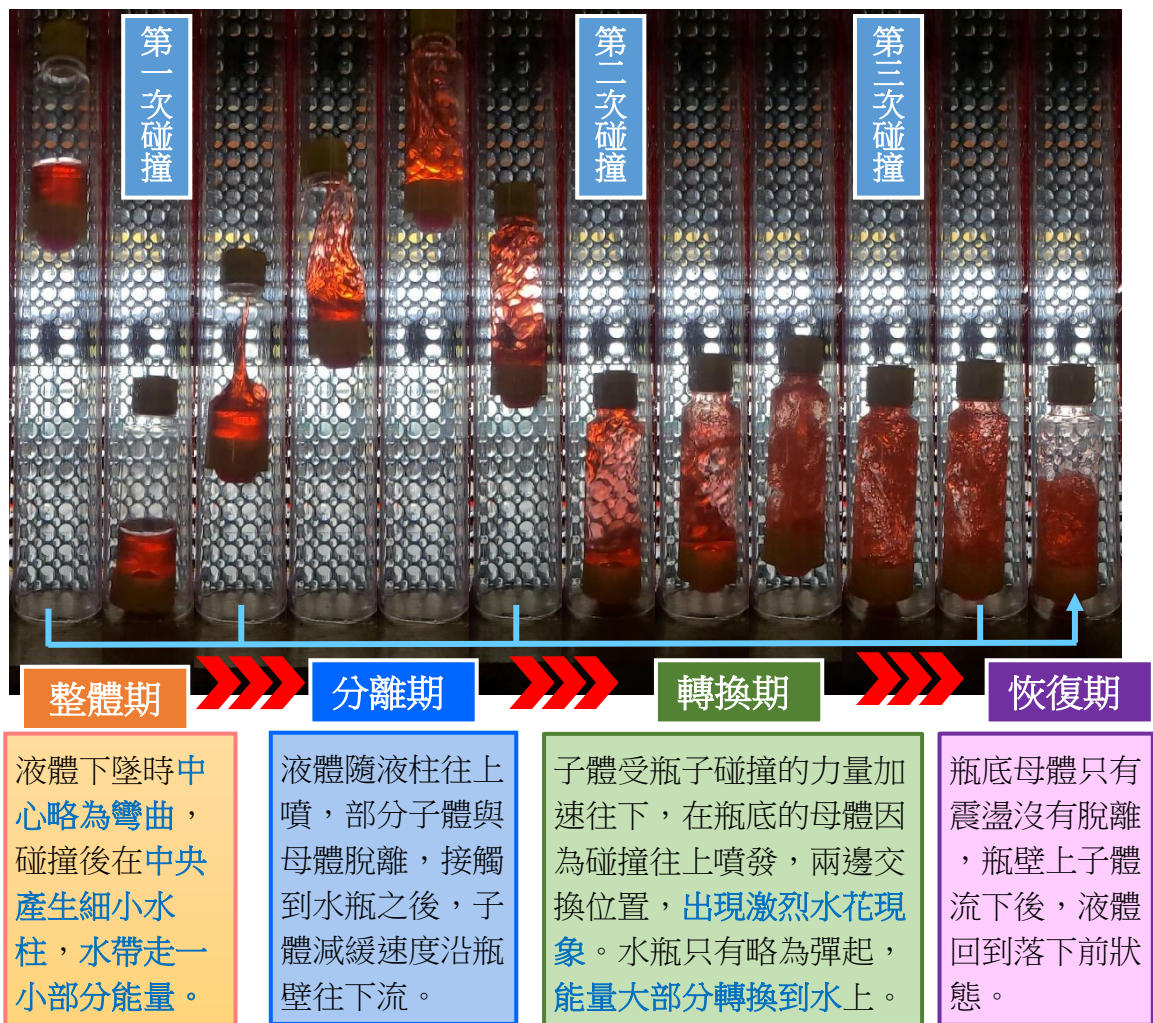 第一次碰撞
第二次碰撞
第三次碰撞
整體期
分離期
轉換期
恢復期
液體下墜時中
心略為彎曲，
碰撞後在中央
產生細小水
柱，水帶走一
小部分能量。
液體隨液柱往上
噴，部分子體與
母體脫離，接觸
到水瓶之後，子
體減緩速度沿瓶
壁往下流。
子體受瓶子碰撞的力量加
速往下，在瓶底的母體因
為碰撞往上噴發，兩邊交
換位置，出現激烈水花現
象。水瓶只有略為彈起，
能量大部分轉換到水上。
瓶底母體只有
震盪沒有脫離
，瓶壁上子體
流下後，液體
回到落下前狀
態。